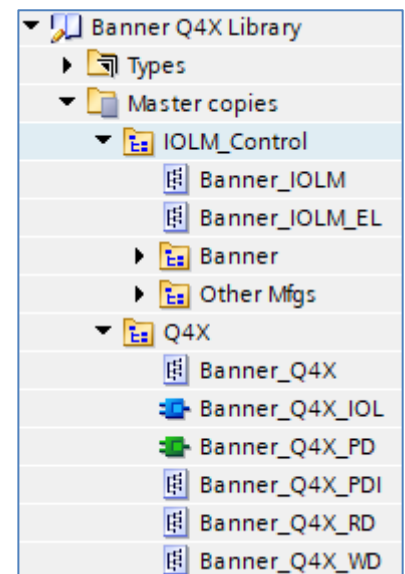 Banner Q4X Library
Types
Master copies
IOLM_Control
Banner_IOLM
Banner_IOLM_EL
Banner
Other Mfgs
Q4X
Banner_Q4X
Banner_Q4X_IOL
Banner_Q4X_PD
Banner_Q4X_PDI
Banner_Q4X_RD
Banner_Q4X_WD